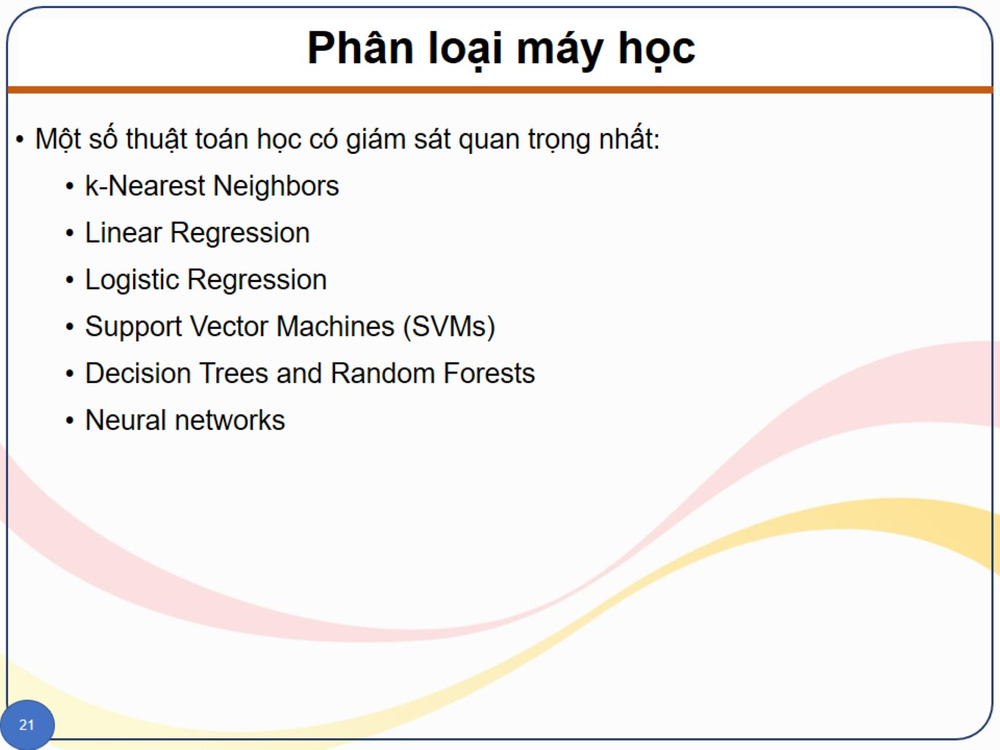 Phân loại máy học
• Một số thuật toán học có giám sát quan trọng nhất:
• k-Nearest Neighbors
• Linear Regression
• Logistic Regression
• Support Vector Machines (SVMs)
• Decision Trees and Random Forests
• Neural networks
21